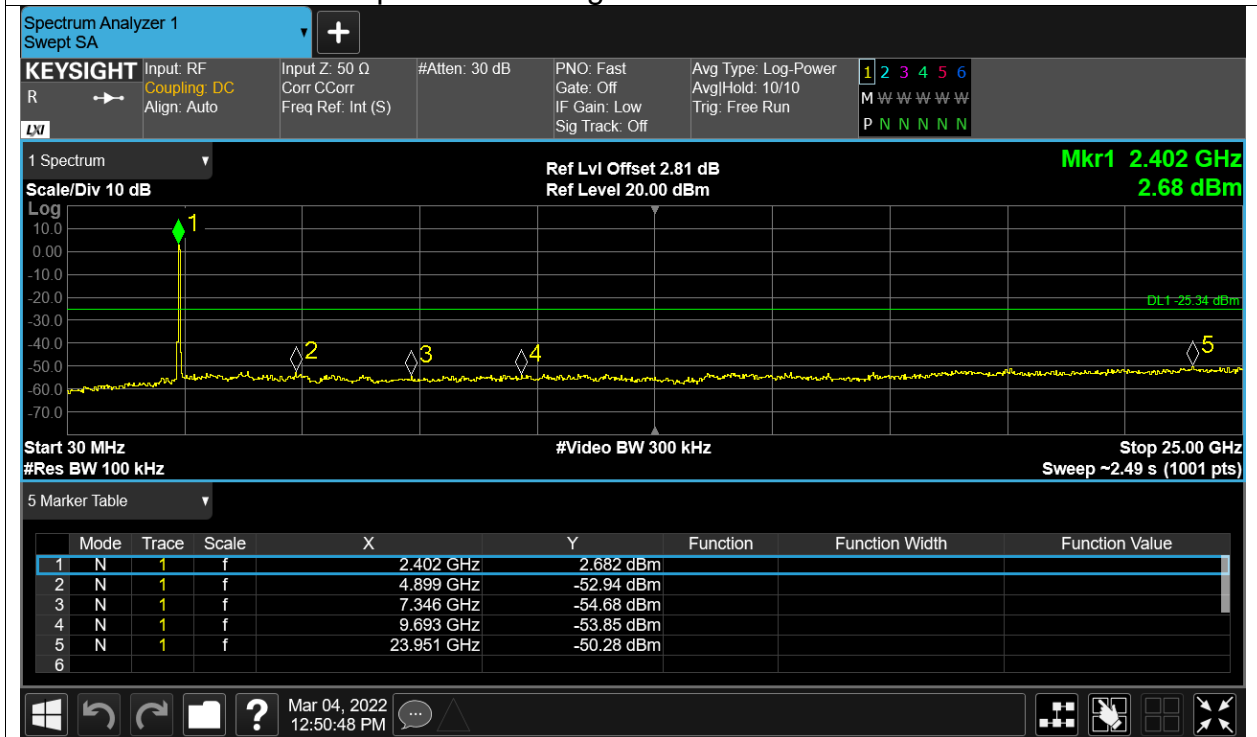 Spectrum Analyzer 1
Swept SA
+
KEYSIGHT Input: RF Input Z: 50 Ω #Atten: 30 dB PNO: Fast Avg Type: Log-Power 1 2 3 4 5 6
R Coupling: DC Corr CCorr Gate: Off Avg|Hold: 10/10 M W W W W W
Align: Auto Freq Ref: Int (S) IF Gain: Low Trig: Free Run
LXI Sig Track: Off P N N N N N
1 Spectrum Ref Lvl Offset 2.81 dB Mkr1 2.402 GHz
Scale/Div 10 dB Ref Level 20.00 dBm 2.68 dBm
Log
10.0 1
0.00
-10.0
-20.0 DL1 -25.34 dBm
-30.0
-40.0 2 3 4 5
-50.0
-60.0
-70.0
Start 30 MHz #Video BW 300 kHz Stop 25.00 GHz
#Res BW 100 kHz Sweep ~2.49 s (1001 pts)
5 Marker Table
Mode Trace Scale X Y Function Function Width Function Value
1 N 1 f 2.402 GHz 2.682 dBm
2 N 1 f 4.899 GHz -52.94 dBm
3 N 1 f 7.346 GHz -54.68 dBm
4 N 1 f 9.693 GHz -53.85 dBm
5 N 1 f 23.951 GHz -50.28 dBm
6
? Mar 04, 2022
12:50:48 PM